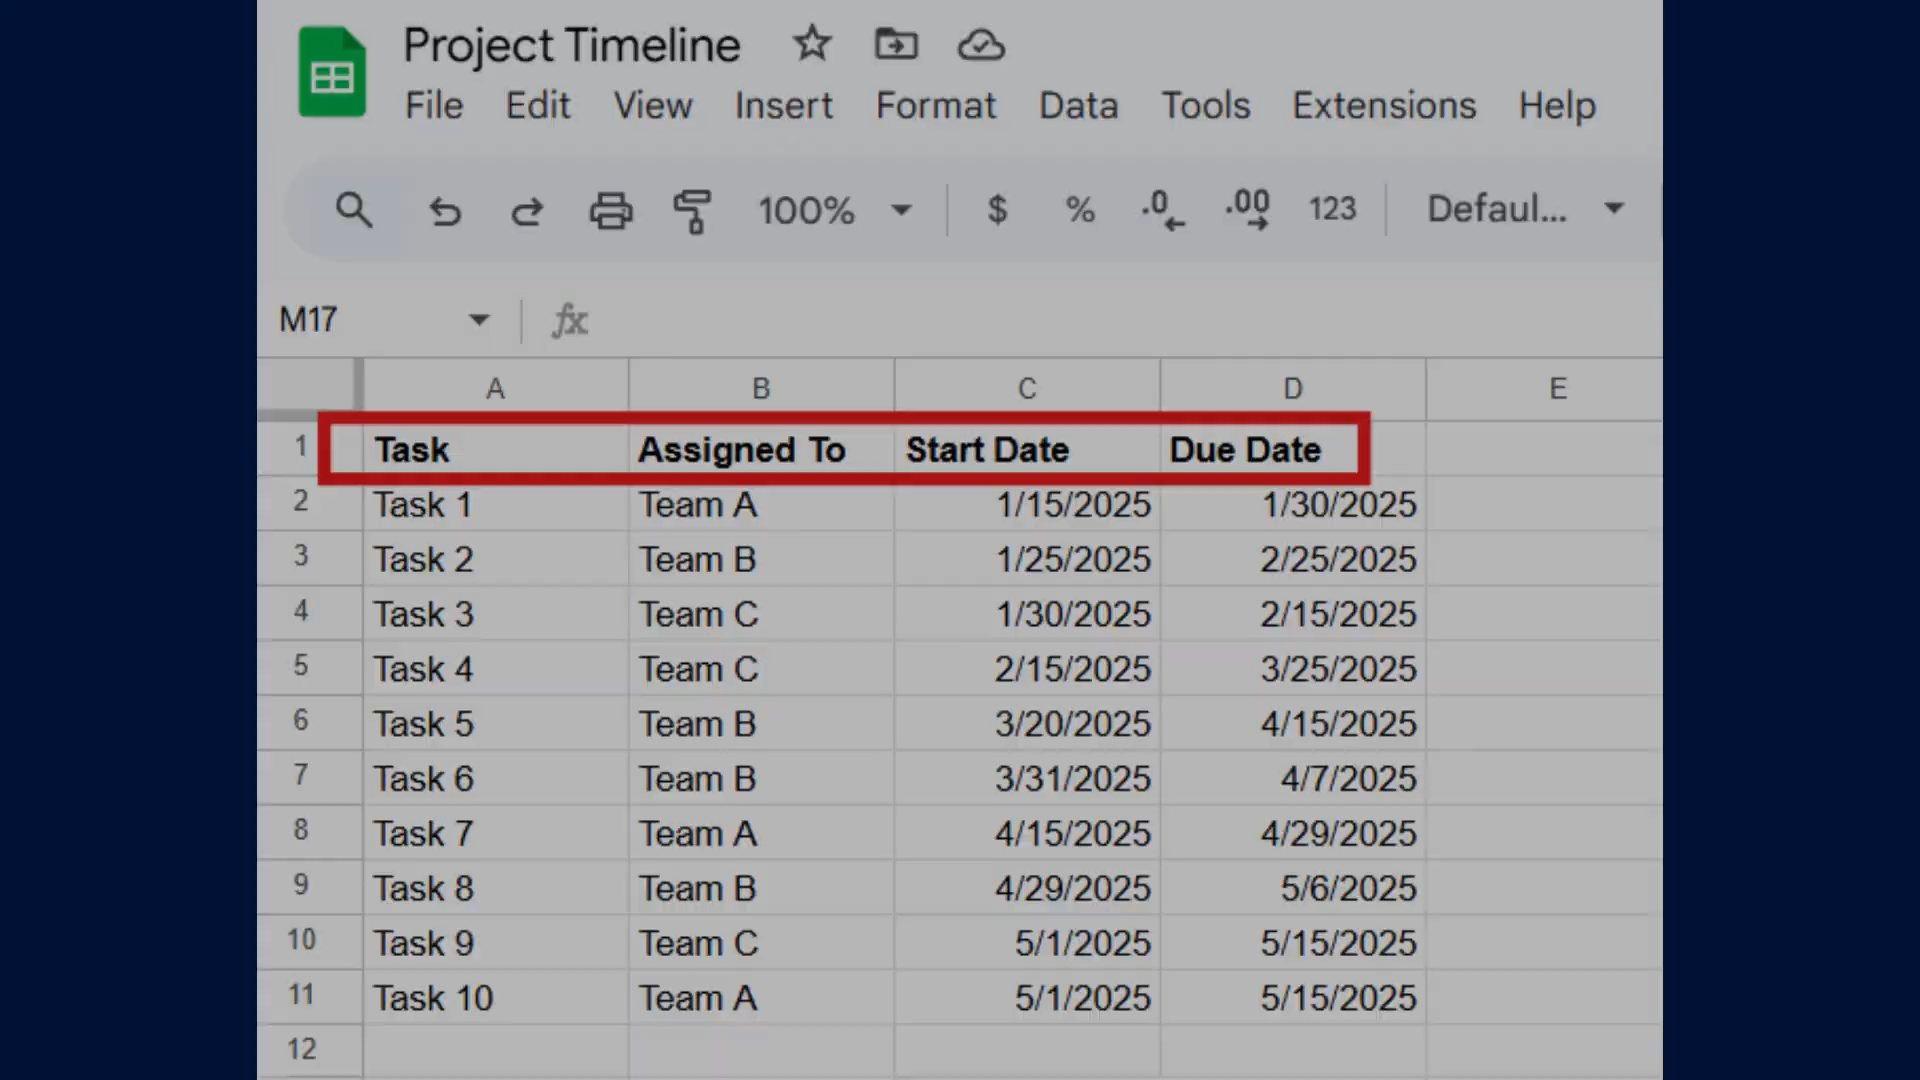 Project Timeline
File Edit View Insert Format Data Tools Extensions Help
100% $ % .0 .00 123 Defaul...
M17 fx
A B C D E
1 Task Assigned To Start Date Due Date
2 Task 1 Team A 1/15/2025 1/30/2025
3 Task 2 Team B 1/25/2025 2/25/2025
4 Task 3 Team C 1/30/2025 2/15/2025
5 Task 4 Team C 2/15/2025 3/25/2025
6 Task 5 Team B 3/20/2025 4/15/2025
7 Task 6 Team B 3/31/2025 4/7/2025
8 Task 7 Team A 4/15/2025 4/29/2025
9 Task 8 Team B 4/29/2025 5/6/2025
10 Task 9 Team C 5/1/2025 5/15/2025
11 Task 10 Team A 5/1/2025 5/15/2025
12